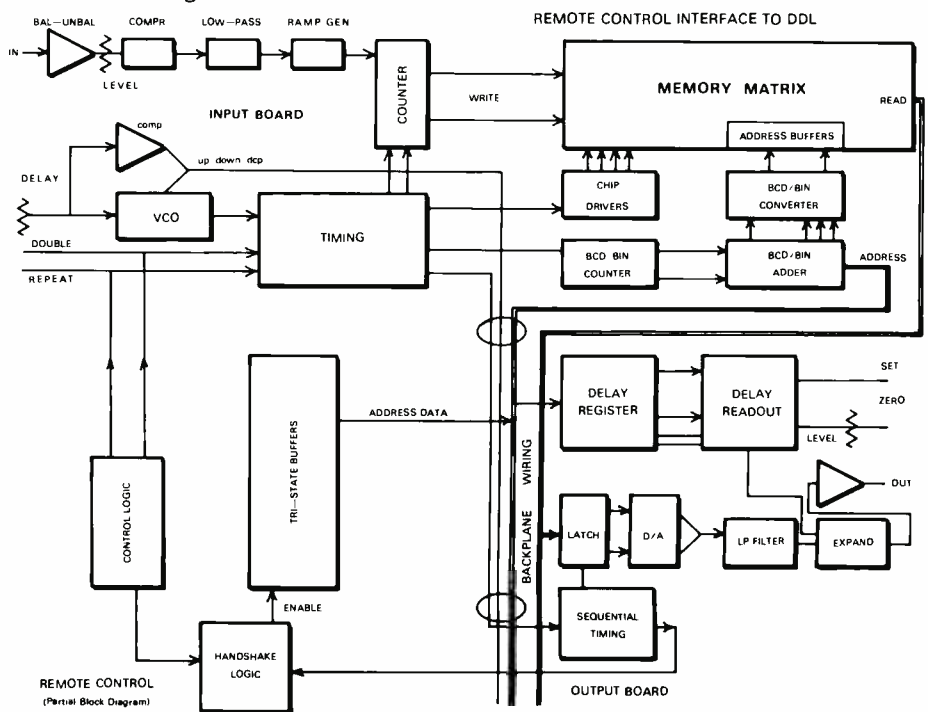 REMOTE CONTROL INTERFACE TO DDL
BAL-UNBAL
COMPR
LOW-PASS
RAMP GEN
IN
LEVEL
COUNTER
WRITE
MEMORY MATRIX
READ
ADDRESS BUFFERS
INPUT BOARD
comp
up down dcp
DELAY
VCO
TIMING
CHIP
DRIVERS
BCD/BIN
CONVERTER
DOUBLE
REPEAT
BCD BIN
COUNTER
BCD/BIN
ADDER
ADDRESS
DELAY
REGISTER
DELAY
READOUT
SET
ZERO
LEVEL
ADDRESS DATA
TRI-STATE BUFFERS
CONTROL LOGIC
BACKPLANE WIRING
OUT
LATCH
D/A
LP FILTER
EXPAND
ENABLE
SEQUENTIAL
TIMING
HANDSHAKE
LOGIC
REMOTE CONTROL
(Partial Block Diagram)
OUTPUT BOARD